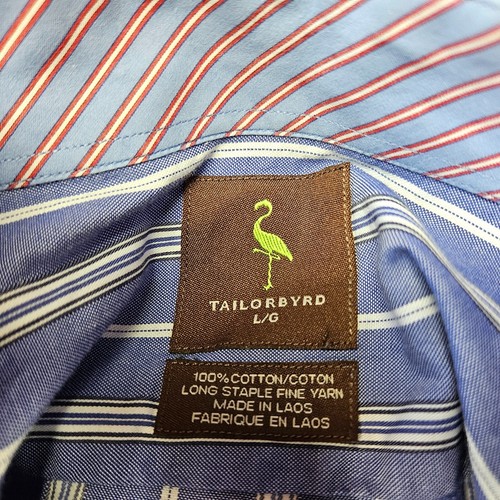 TAILORBYRD
L/G
100% COTTON/COTON
LONG STAPLE FINE YARN
MADE IN LAOS
FABRIQUE EN LAOS